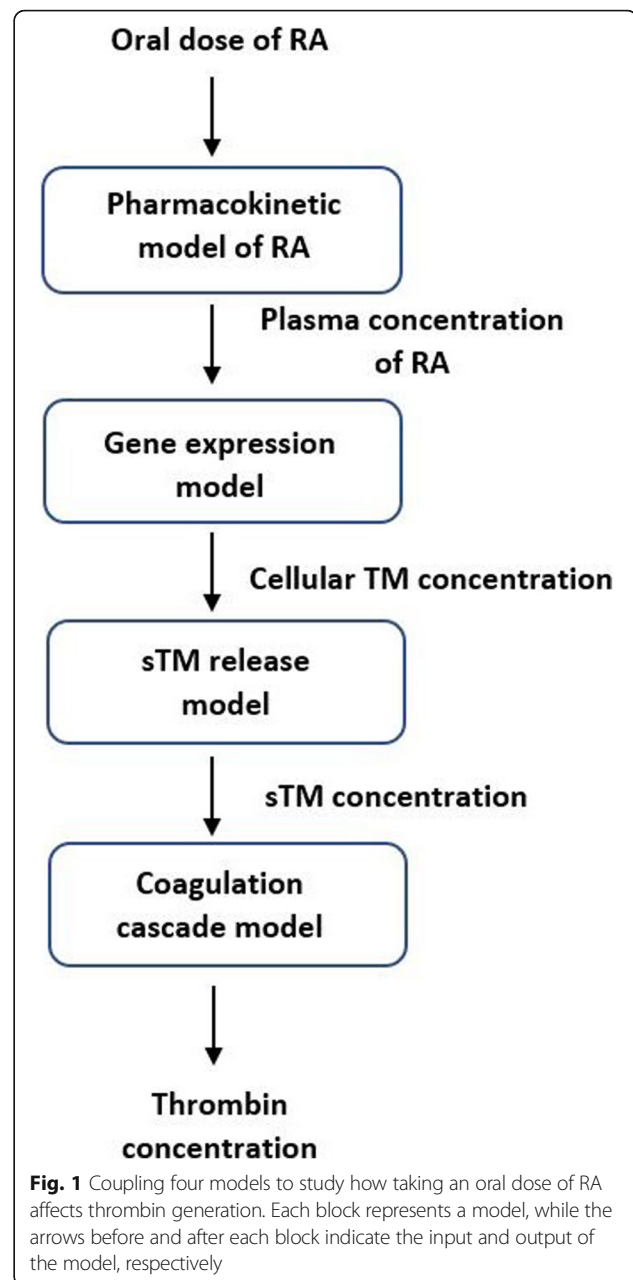 Oral dose of RA
Pharmacokinetic
model of RA
Plasma concentration
of RA
Gene expression
model
Cellular TM concentration
sTM release
model
sTM concentration
Coagulation
cascade model
Thrombin
concentration
Fig. 1 Coupling four models to study how taking an oral dose of RA
affects thrombin generation. Each block represents a model, while the
arrows before and after each block indicate the input and output of
the model, respectively